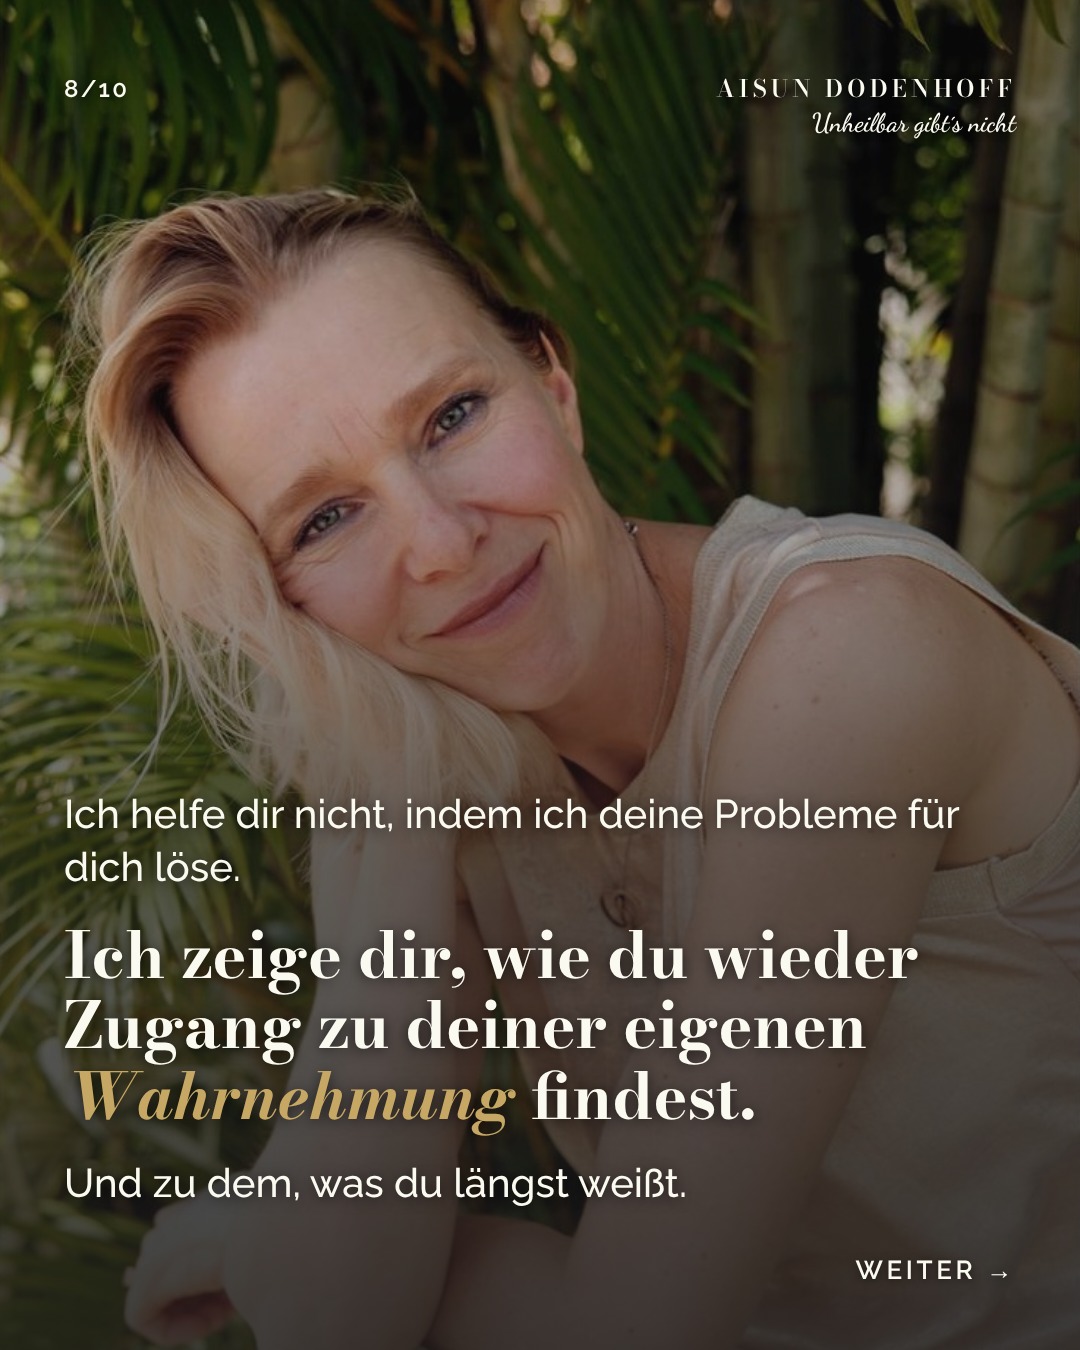 8/10
AISUN DODENHOFF
Unheilbar gibt's nicht
Ich helfe dir nicht, indem ich deine Probleme für
dich löse.
Ich zeige dir, wie du wieder
Zugang zu deiner eigenen
Wahrnehmung findest.
Und zu dem, was du längst weißt.
WEITER →